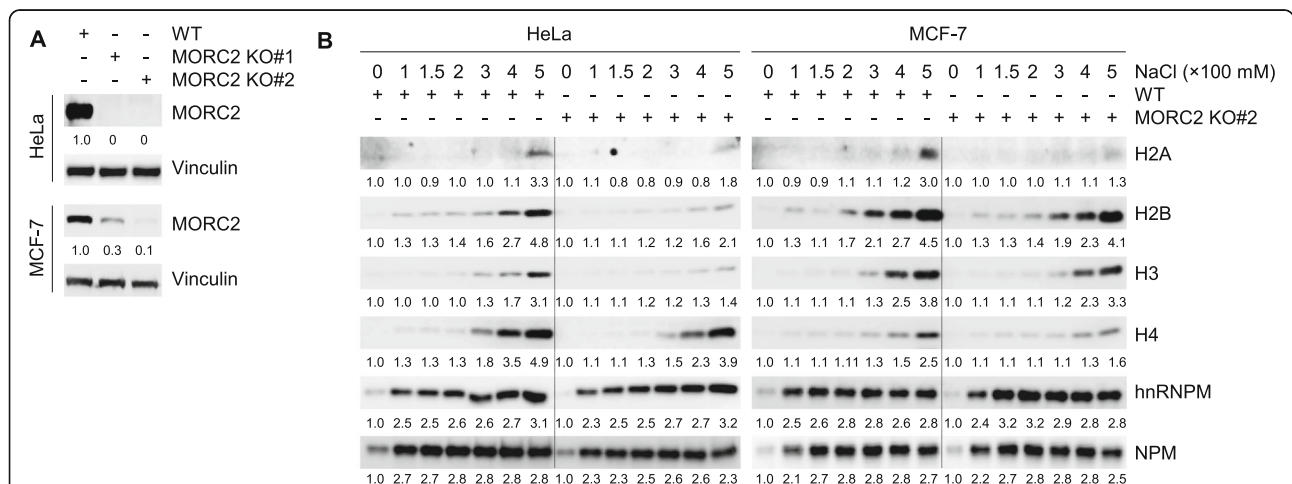 A
+ - - WT
- + - MORC2 KO#1
- - + MORC2 KO#2
HeLa
MORC2
1.0 0 0
Vinculin
MCF-7
MORC2
1.0 0.3 0.1
Vinculin
B
HeLa MCF-7
0 1 1.5 2 3 4 5 0 1 1.5 2 3 4 5 0 1 1.5 2 3 4 5 0 1 1.5 2 3 4 5 NaCl (×100 mM)
+ + + + + + + - - - - - - - + + + + + + + - - - - - - - WT
- - - - - - - + + + + + + + - - - - - - - + + + + + + + MORC2 KO#2
H2A
1.0 1.0 0.9 1.0 1.0 1.1 3.3 1.0 1.1 0.8 0.8 0.9 0.8 1.8 1.0 0.9 0.9 1.1 1.1 1.2 3.0 1.0 1.0 1.0 1.0 1.1 1.1 1.3
H2B
1.0 1.3 1.3 1.4 1.6 2.7 4.8 1.0 1.1 1.1 1.2 1.2 1.6 2.1 1.0 1.3 1.1 1.7 2.1 2.7 4.5 1.0 1.3 1.3 1.4 1.9 2.3 4.1
H3
1.0 1.0 1.0 1.1 1.3 1.7 3.1 1.0 1.1 1.1 1.2 1.2 1.3 1.4 1.0 1.1 1.1 1.1 1.3 2.5 3.8 1.0 1.1 1.1 1.1 1.2 2.3 3.3
H4
1.0 1.3 1.3 1.3 1.8 3.5 4.9 1.0 1.1 1.1 1.3 1.5 2.3 3.9 1.0 1.1 1.1 1.11 1.3 1.5 2.5 1.0 1.1 1.1 1.1 1.1 1.3 1.6
hnRNPM
1.0 2.5 2.5 2.6 2.6 2.7 3.1 1.0 2.3 2.5 2.5 2.7 2.7 3.2 1.0 2.5 2.6 2.8 2.8 2.6 2.8 1.0 2.4 3.2 3.2 2.9 2.8 2.8
NPM
1.0 2.7 2.7 2.8 2.8 2.8 2.8 1.0 2.3 2.3 2.5 2.6 2.6 2.3 1.0 2.1 2.7 2.8 2.8 2.8 2.7 1.0 2.2 2.7 2.8 2.8 2.8 2.5